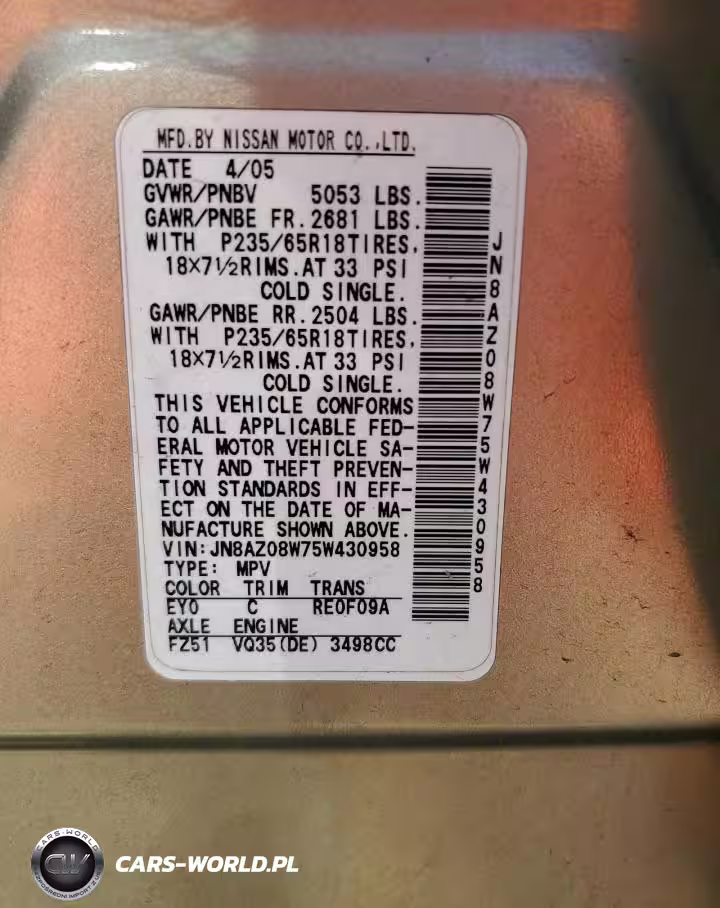 MFD.BY NISSAN MOTOR CO.,LTD.
DATE 4/05
GVWR/PNBV 5053 LBS.
GAWR/PNBE FR.2681 LBS.
WITH P235/65R18TIRES,
18×7½RIMS.AT 33 PSI
COLD SINGLE.
GAWR/PNBE RR.2504 LBS.
WITH P235/65R18TIRES,
18×7½RIMS.AT 33 PSI
COLD SINGLE.
THIS VEHICLE CONFORMS
TO ALL APPLICABLE FED-
ERAL MOTOR VEHICLE SA-
FETY AND THEFT PREVEN-
TION STANDARDS IN EFF-
ECT ON THE DATE OF MA-
NUFACTURE SHOWN ABOVE.
VIN:JN8AZ08W75W430958
TYPE: MPV
COLOR TRIM TRANS
EY0 C RE0F09A
AXLE ENGINE
FZ51 VQ35(DE) 3498CC
JN8AZ08W75W430958
CARS-WORLD
CW
CARS-WORLD.PL